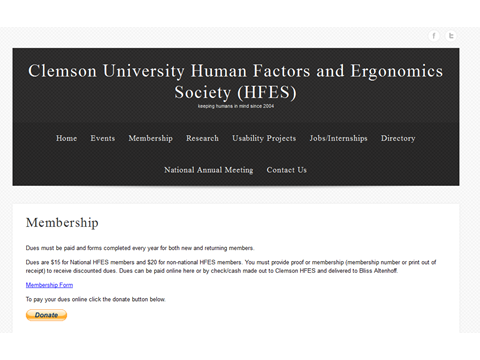 Clemson University Human Factors and Ergonomics
Society (HFES)
keeping humans in mind since 2004
Home Events Membership Research Usability Projects Jobs/Internships Directory
National Annual Meeting Contact Us
Membership
Dues must be paid and forms completed every year for both new and returning members.
Dues are $15 for National HFES members and $20 for non-national HFES members. You must provide proof or membership (membership number or print out of
receipt) to receive discounted dues. Dues can be paid online here or by check/cash made out to Clemson HFES and delivered to Bliss Altenhoff.
Membership Form
To pay your dues online click the donate button below.
Donate